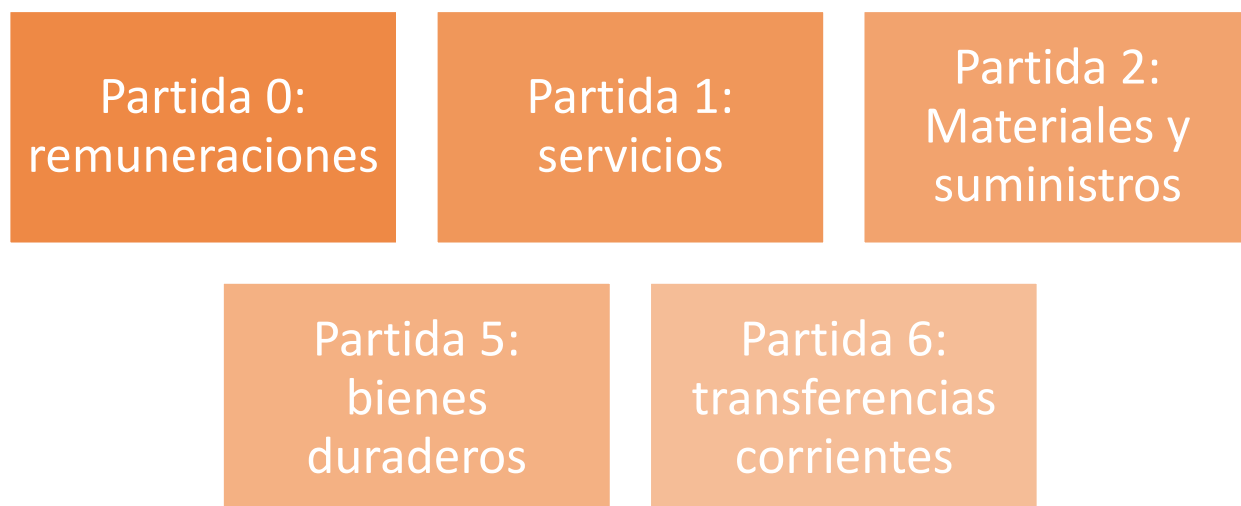 Partida 0:
remuneraciones
Partida 1:
servicios
Partida 2:
Materiales y
suministros
Partida 5:
bienes
duraderos
Partida 6:
transferencias
corrientes